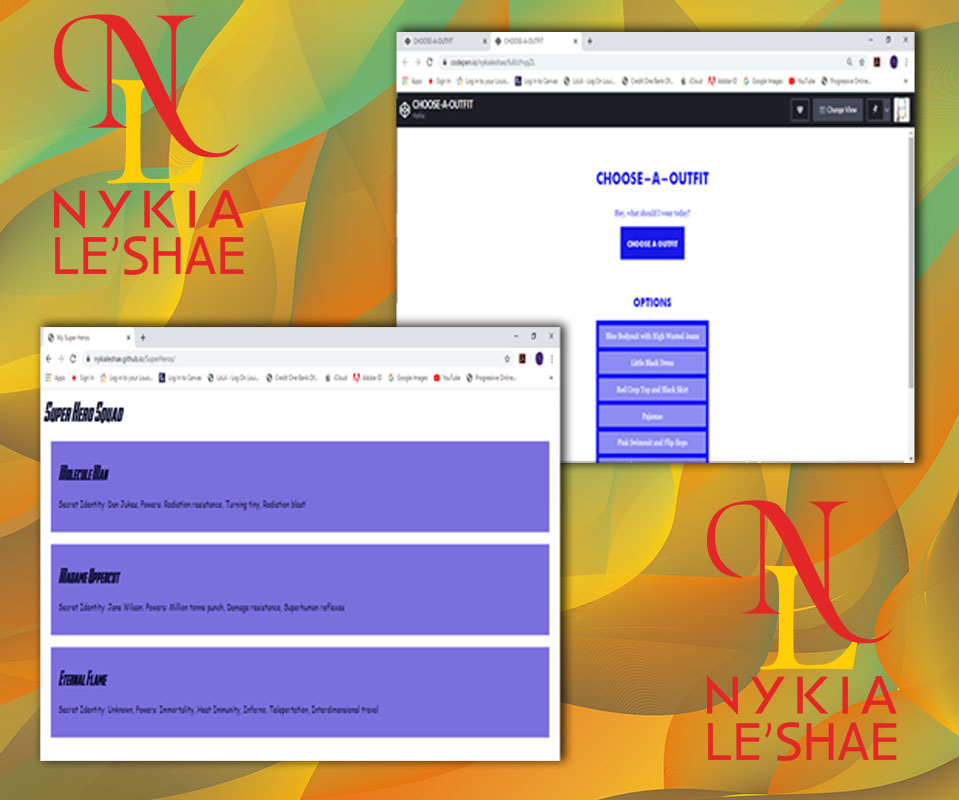 NL
NYKIA
LE'SHAE
CHOOSE-A-OUTFIT
CHOOSE-A-OUTFIT
Apps Sign In Log in to your Louis... Log In to Canvas LoLA - Log On Loui... Credit One Bank Of... iCloud Adobe ID Google Images YouTube Progressive Online...
CHOOSE-A-OUTFIT
Nykia
Change View
CHOOSE-A-OUTFIT
Hey, what should I wear today?
CHOOSE A OUTFIT
OPTIONS
Blue Bodysuit with High Waisted Jeans
Little Black Dress
Red Crop Top and Black Skirt
Pajamas
Pink Swimsuit and Flip-flops
My Super Heros
nykialeshae.github.io/SuperHeros/
Apps Sign In Log in to your Louis... Log In to Canvas LoLA - Log On Loui... Credit One Bank Of... iCloud Adobe ID Google Images YouTube Progressive Online...
Super Hero Squad
Molecule Man
Secret Identity: Dan Jukes; Powers: Radiation resistance, Turning tiny, Radiation blast
Madame Uppercut
Secret Identity: Jane Wilson; Powers: Million tonne punch, Damage resistance, Superhuman reflexes
Eternal Flame
Secret Identity: Unknown; Powers: Immortality, Heat Immunity, Inferno, Teleportation, Interdimensional travel
NL
NYKIA
LE'SHAE